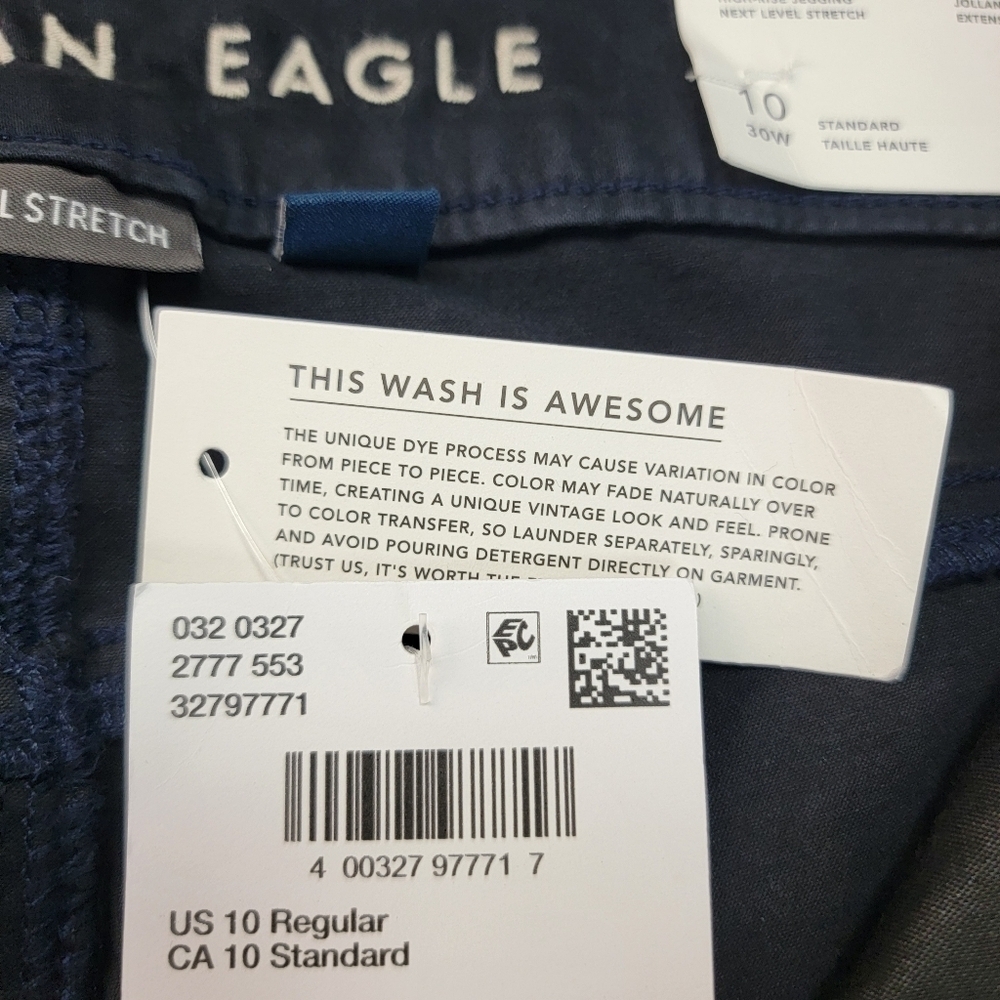 AN EAGLE
HIGH-RISE JEGGING
NEXT LEVEL STRETCH
10
30W
STANDARD
TAILLE HAUTE
L STRETCH
THIS WASH IS AWESOME
THE UNIQUE DYE PROCESS MAY CAUSE VARIATION IN COLOR
FROM PIECE TO PIECE. COLOR MAY FADE NATURALLY OVER
TIME, CREATING A UNIQUE VINTAGE LOOK AND FEEL. PRONE
TO COLOR TRANSFER, SO LAUNDER SEPARATELY, SPARINGLY,
AND AVOID POURING DETERGENT DIRECTLY ON GARMENT.
(TRUST US, IT'S WORTH THE
032 0327
2777 553
32797771
EPC
4 00327 97771 7
US 10 Regular
CA 10 Standard